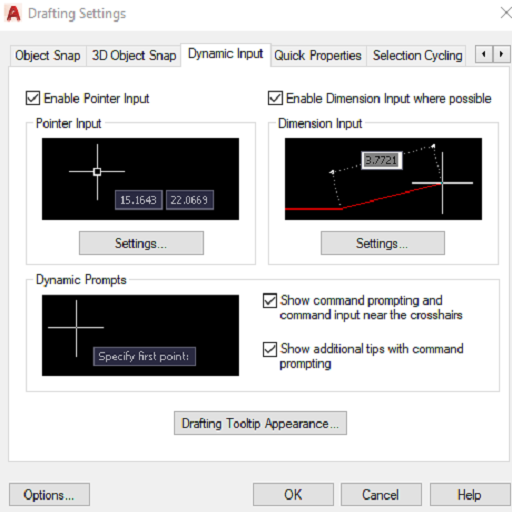 Drafting Settings
Object Snap 3D Object Snap Dynamic Input Quick Properties Selection Cycling
Enable Pointer Input
Enable Dimension Input where possible
Pointer Input
Dimension Input
15.1643 22.0669
3.7721
Settings...
Settings...
Dynamic Prompts
Specify first point:
Show command prompting and
command input near the crosshairs
Show additional tips with command
prompting
Drafting Tooltip Appearance...
Options...
OK
Cancel
Help